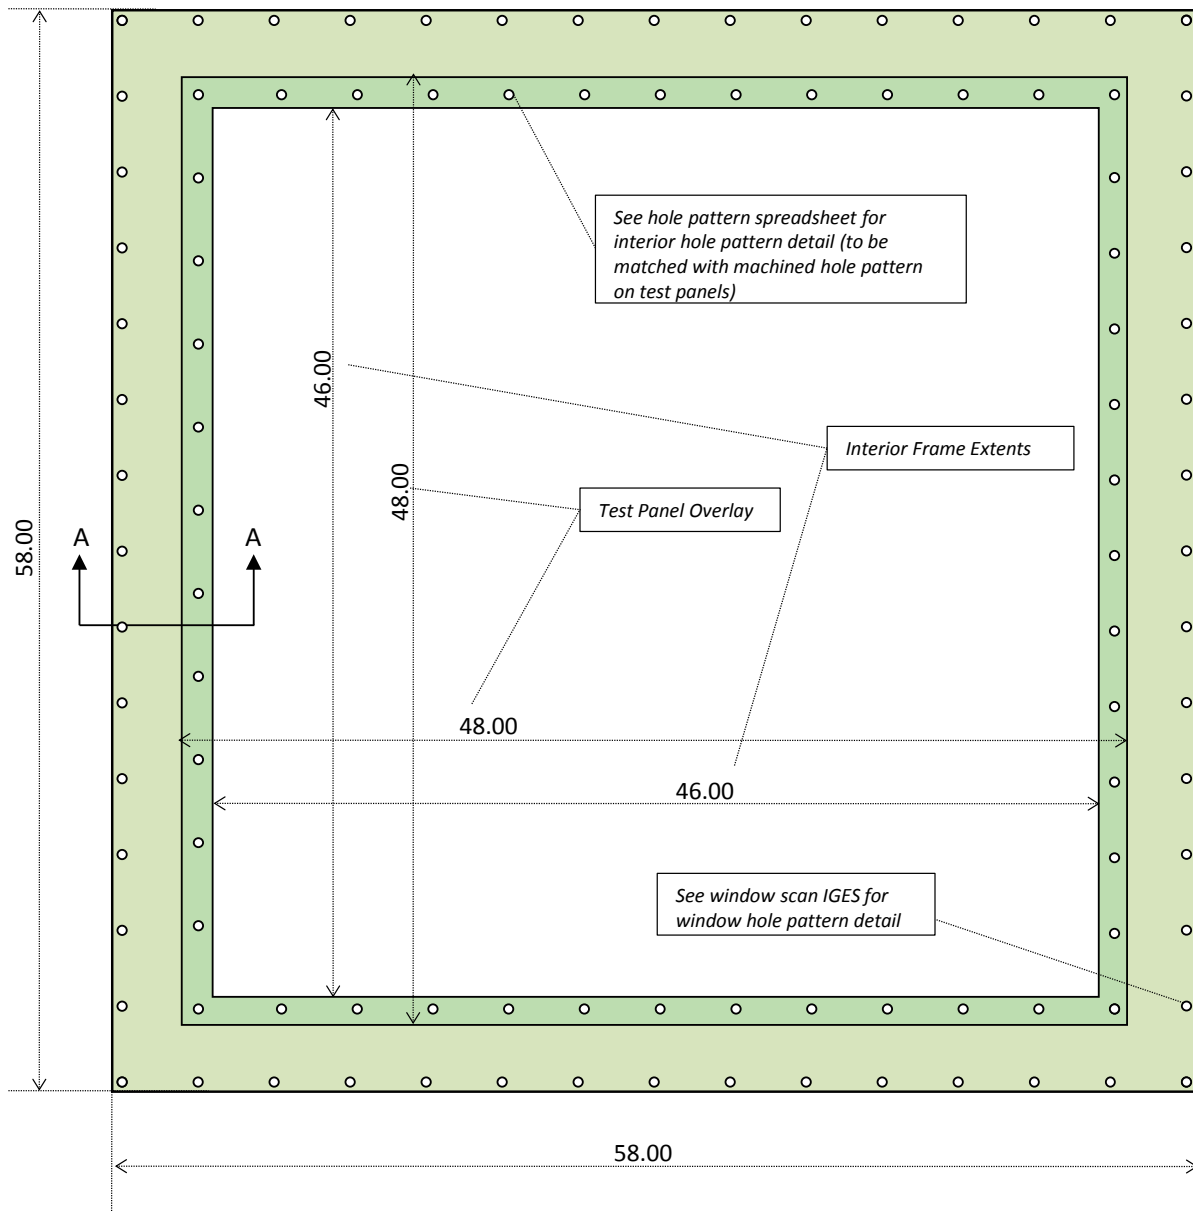 See hole pattern spreadsheet for
interior hole pattern detail (to be
matched with machined hole pattern
on test panels)
46.00
Interior Frame Extents
48.00
Test Panel Overlay
58.00
A
A
48.00
46.00
See window scan IGES for
window hole pattern detail
58.00